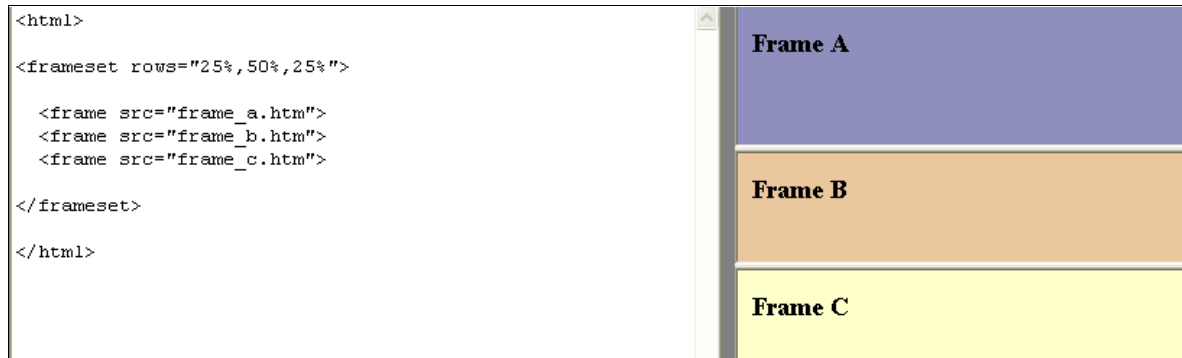 <html>
<frameset rows="25%,50%,25%">
<frame src="frame_a.htm">
<frame src="frame_b.htm">
<frame src="frame_c.htm">
</frameset>
</html>
Frame A
Frame B
Frame C